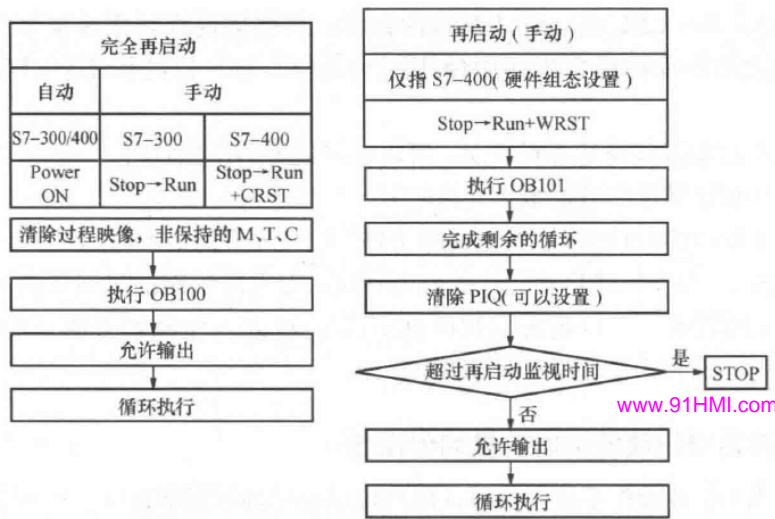 完全再启动
自动
手动
S7-300/400
S7-300
S7-400
Power
ON
Stop→Run
Stop→Run
+CRST
清除过程映像，非保持的 M、T、C
执行 OB100
允许输出
循环执行
再启动 ( 手动 )
仅指 S7-400( 硬件组态设置 )
Stop→Run+WRST
执行 OB101
完成剩余的循环
清除 PIQ( 可以设置 )
超过再启动监视时间
是
STOP
否
www.91HMI.com
允许输出
循环执行